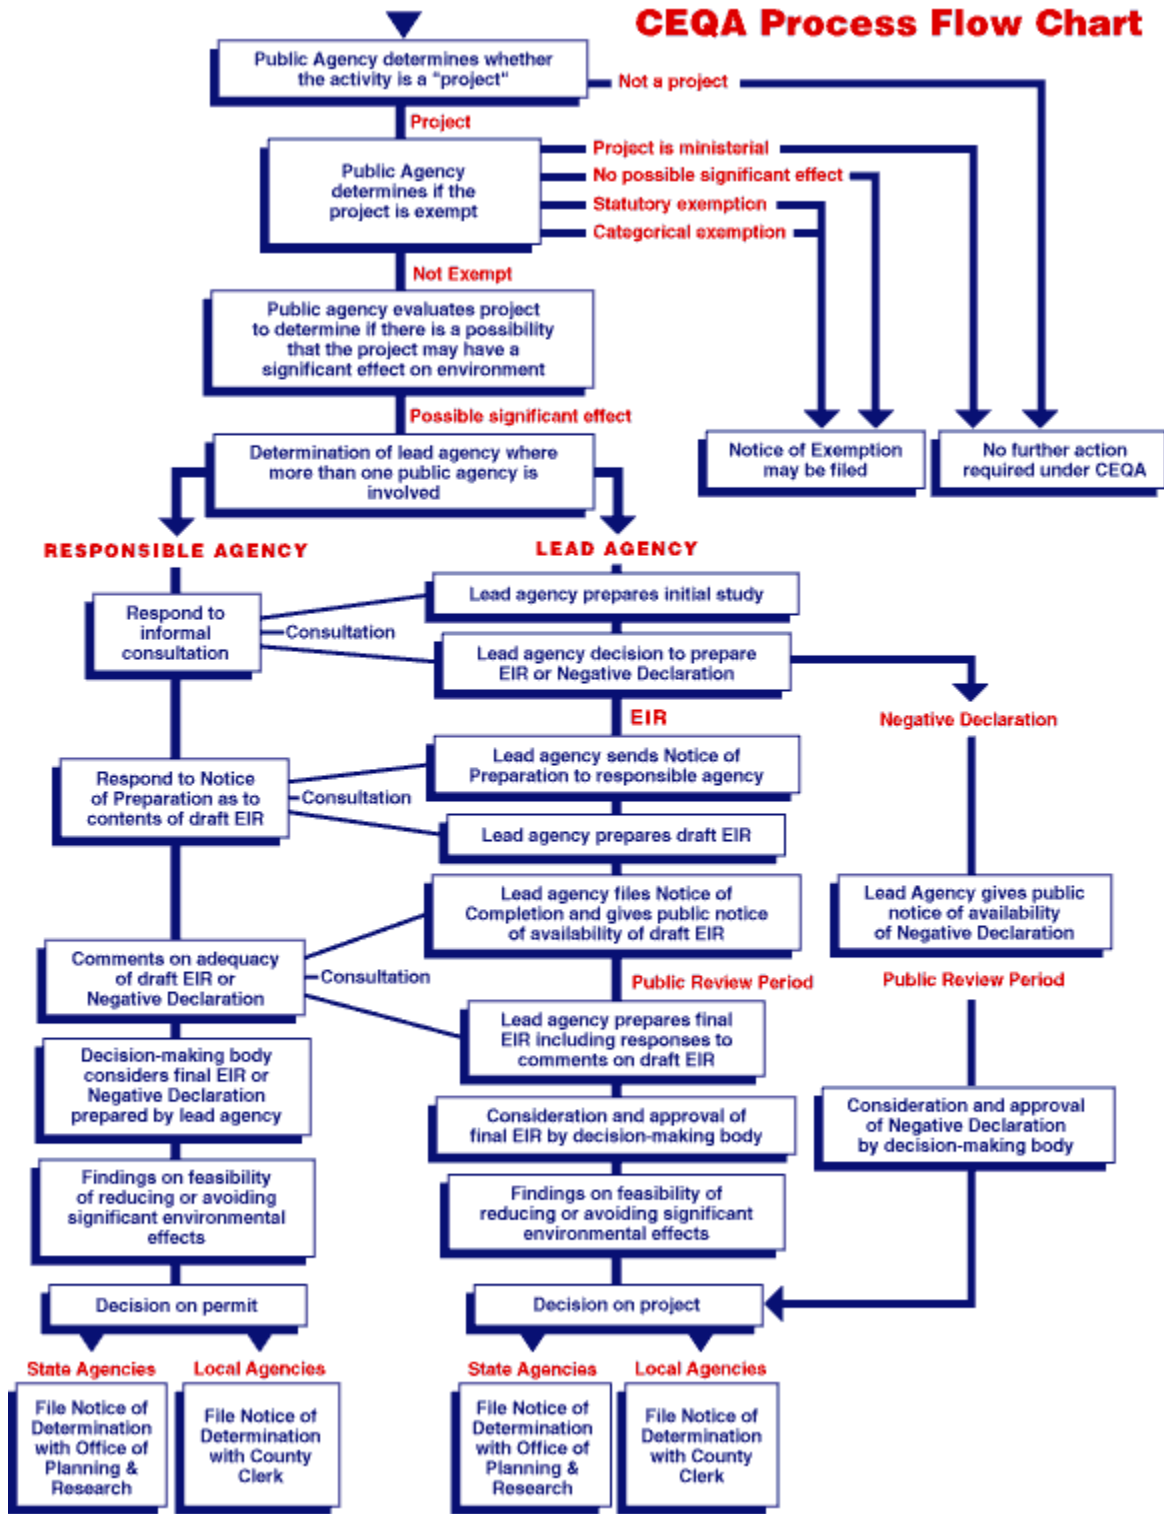 CEQA Process Flow Chart
Public Agency determines whether
the activity is a "project"
Not a project
Project
Public Agency
determines if the
project is exempt
Project is ministerial
No possible significant effect
Statutory exemption
Categorical exemption
Not Exempt
Public agency evaluates project
to determine if there is a possibility
that the project may have a
significant effect on environment
Possible significant effect
Determination of lead agency where
more than one public agency is
involved
Notice of Exemption
may be filed
No further action
required under CEQA
RESPONSIBLE AGENCY
LEAD AGENCY
Respond to
informal
consultation
Consultation
Lead agency prepares initial study
Lead agency decision to prepare
EIR or Negative Declaration
EIR
Negative Declaration
Respond to Notice
of Preparation as to
contents of draft EIR
Consultation
Lead agency sends Notice of
Preparation to responsible agency
Lead agency prepares draft EIR
Lead agency files Notice of
Completion and gives public notice
of availability of draft EIR
Lead Agency gives public
notice of availability
of Negative Declaration
Comments on adequacy
of draft EIR or
Negative Declaration
Consultation
Public Review Period
Public Review Period
Lead agency prepares final
EIR including responses to
comments on draft EIR
Decision-making body
considers final EIR or
Negative Declaration
prepared by lead agency
Consideration and approval of
final EIR by decision-making body
Consideration and approval
of Negative Declaration
by decision-making body
Findings on feasibility
of reducing or avoiding
significant environmental
effects
Findings on feasibility of
reducing or avoiding significant
environmental effects
Decision on permit
Decision on project
State Agencies
Local Agencies
State Agencies
Local Agencies
File Notice of
Determination
with Office of
Planning &
Research
File Notice of
Determination
with County
Clerk
File Notice of
Determination
with Office of
Planning &
Research
File Notice of
Determination
with County
Clerk